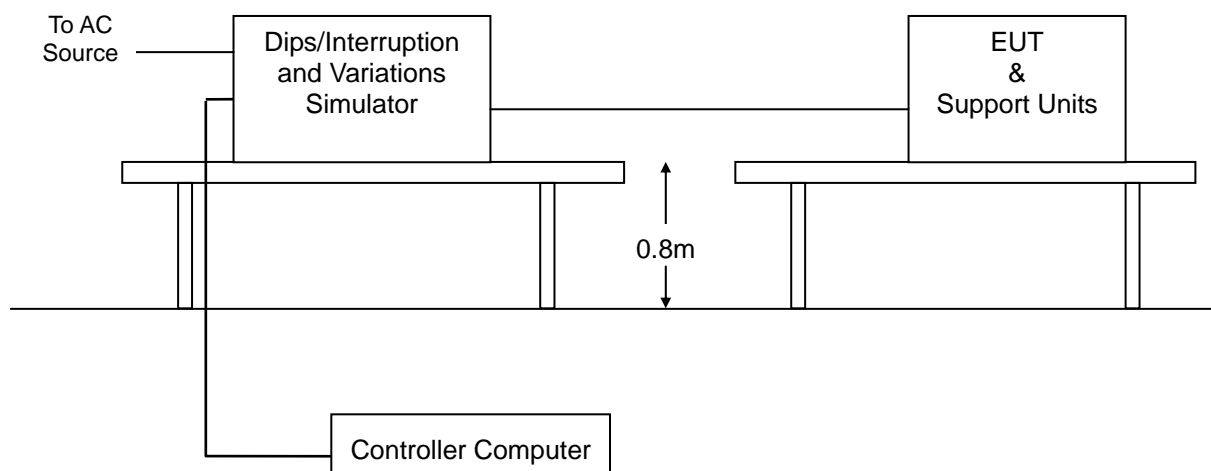 To AC
Source
Dips/Interruption
and Variations
Simulator
EUT
&
Support Units
0.8m
Controller Computer